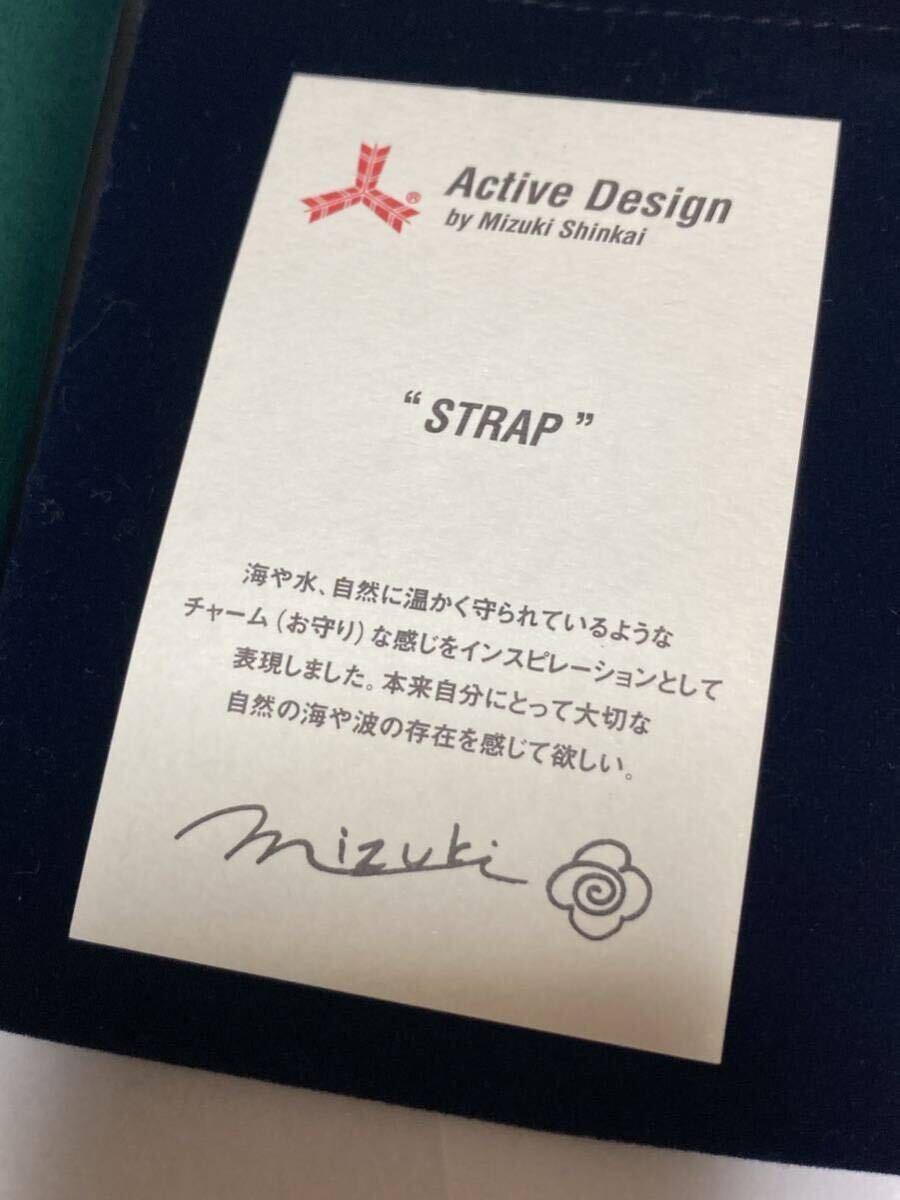 ®
Active Design
by Mizuki Shinkai
“STRAP”
海や水、自然に温かく守られているような
チャーム（お守り）な感じをインスピレーションとして
表現しました。本来自分にとって大切な
自然の海や波の存在を感じて欲しい。
mizuki